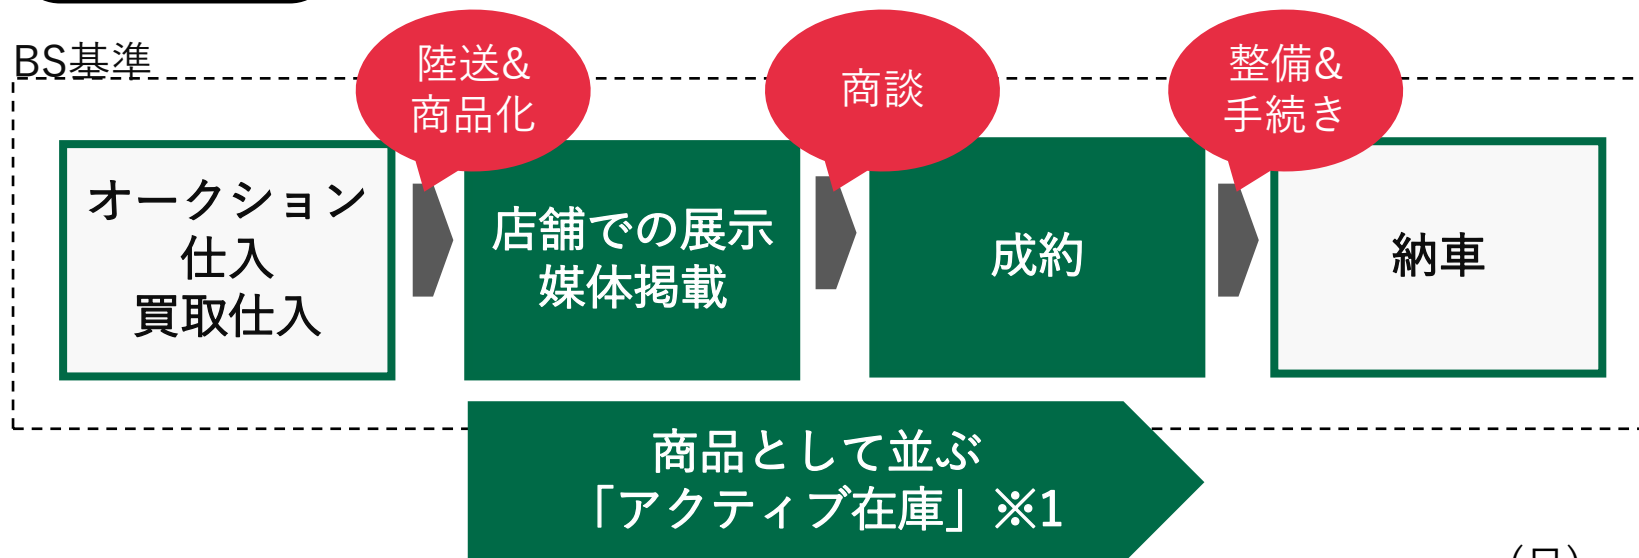 BS基準
陸送&
商品化
商談
整備&
手続き
オークション
仕入
買取仕入
店舗での展示
媒体掲載
成約
納車
商品として並ぶ
「アクティブ在庫」※1